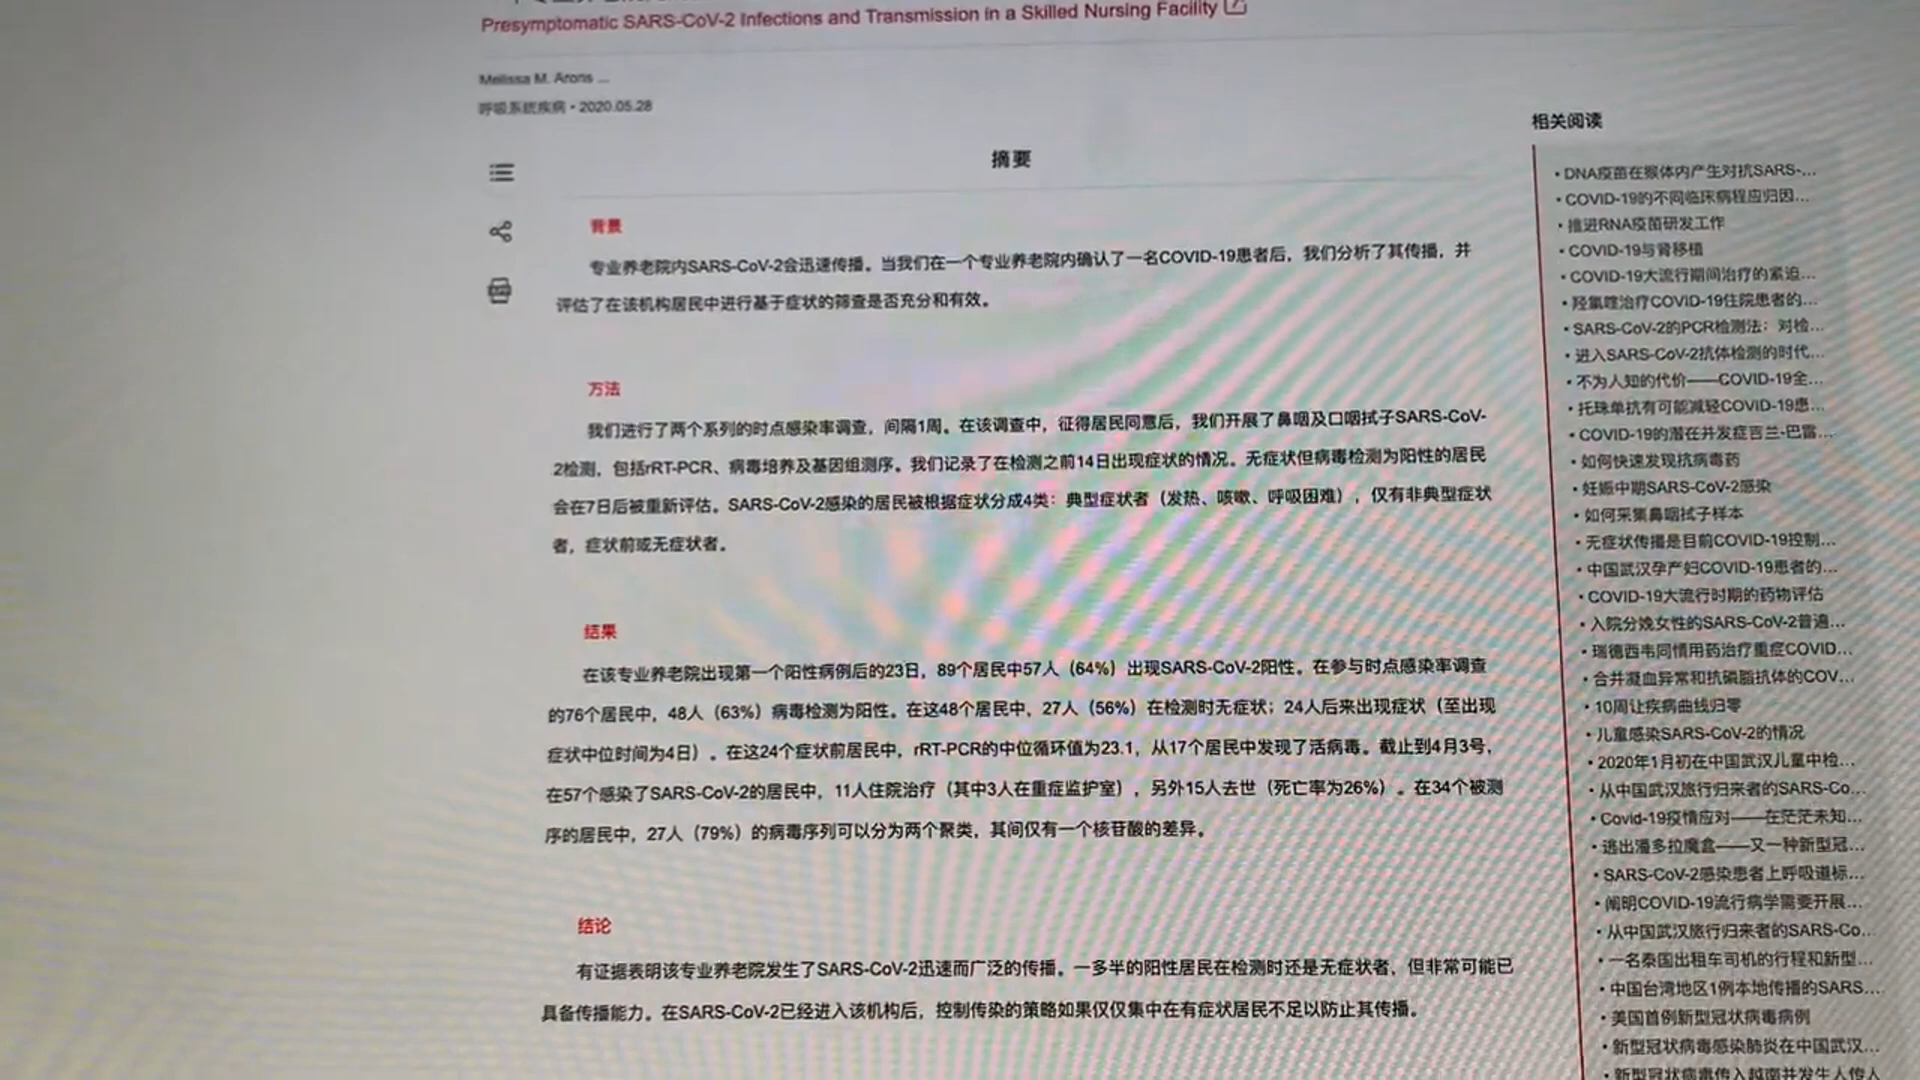 Presymptomatic SARS-CoV-2 Infections and Transmission in a Skilled Nursing Facility
Melissa M. Arons ...
呼吸系统疾病 • 2020.05.28
摘要
背景
专业养老院内SARS-CoV-2会迅速传播。当我们在一个专业养老院内确认了一名COVID-19患者后，我们分析了其传播，并
评估了在该机构居民中进行基于症状的筛查是否充分和有效。
方法
我们进行了两个系列的时点感染率调查，间隔1周。在该调查中，征得居民同意后，我们开展了鼻咽及口咽拭子SARS-CoV-
2检测，包括rRT-PCR、病毒培养及基因组测序。我们记录了在检测之前14日出现症状的情况。无症状但病毒检测为阳性的居民
会在7日后被重新评估。SARS-CoV-2感染的居民被根据症状分成4类：典型症状者（发热、咳嗽、呼吸困难），仅有非典型症状
者，症状前或无症状者。
结果
在该专业养老院出现第一个阳性病例后的23日，89个居民中57人（64%）出现SARS-CoV-2阳性。在参与时点感染率调查
的76个居民中，48人（63%）病毒检测为阳性。在这48个居民中，27人（56%）在检测时无症状；24人后来出现症状（至出现
症状中位时间为4日）。在这24个症状前居民中，rRT-PCR的中位循环值为23.1，从17个居民中发现了活病毒。截止到4月3号，
在57个感染了SARS-CoV-2的居民中，11人住院治疗（其中3人在重症监护室），另外15人去世（死亡率为26%）。在34个被测
序的居民中，27人（79%）的病毒序列可以分为两个聚类，其间仅有一个核苷酸的差异。
结论
有证据表明该专业养老院发生了SARS-CoV-2迅速而广泛的传播。一多半的阳性居民在检测时还是无症状者，但非常可能已
具备传播能力。在SARS-CoV-2已经进入该机构后，控制传染的策略如果仅仅集中在有症状居民不足以防止其传播。
相关阅读
• DNA疫苗在猴体内产生对抗SARS-...
• COVID-19的不同临床病程应归因...
• 推进RNA疫苗研发工作
• COVID-19与肾移植
• COVID-19大流行期间治疗的紧迫...
• 羟氯喹治疗COVID-19住院患者的...
• SARS-CoV-2的PCR检测法：对检...
• 进入SARS-CoV-2抗体检测的时代...
• 不为人知的代价——COVID-19全...
• 托珠单抗有可能减轻COVID-19患...
• COVID-19的潜在并发症吉兰-巴雷...
• 如何快速发现抗病毒药
• 妊娠中期SARS-CoV-2感染
• 如何采集鼻咽拭子样本
• 无症状传播是目前COVID-19控制...
• 中国武汉孕产妇COVID-19患者的...
• COVID-19大流行时期的药物评估
• 入院分娩女性的SARS-CoV-2普遍...
• 瑞德西韦同情用药治疗重症COVID...
• 合并凝血异常和抗磷脂抗体的COV...
• 10周让疾病曲线归零
• 儿童感染SARS-CoV-2的情况
• 2020年1月初在中国武汉儿童中检...
• 从中国武汉旅行归来者的SARS-Co...
• Covid-19疫情应对——在茫茫未知...
• 逃出潘多拉魔盒——又一种新型冠...
• SARS-CoV-2感染患者上呼吸道标...
• 阐明COVID-19流行病学需要开展...
• 从中国武汉旅行归来者的SARS-Co...
• 一名泰国出租车司机的行程和新型...
• 中国台湾地区1例本地传播的SARS...
• 美国首例新型冠状病毒病例
• 新型冠状病毒感染肺炎在中国武汉...
• 新型冠状病毒传入越南并发生人传人